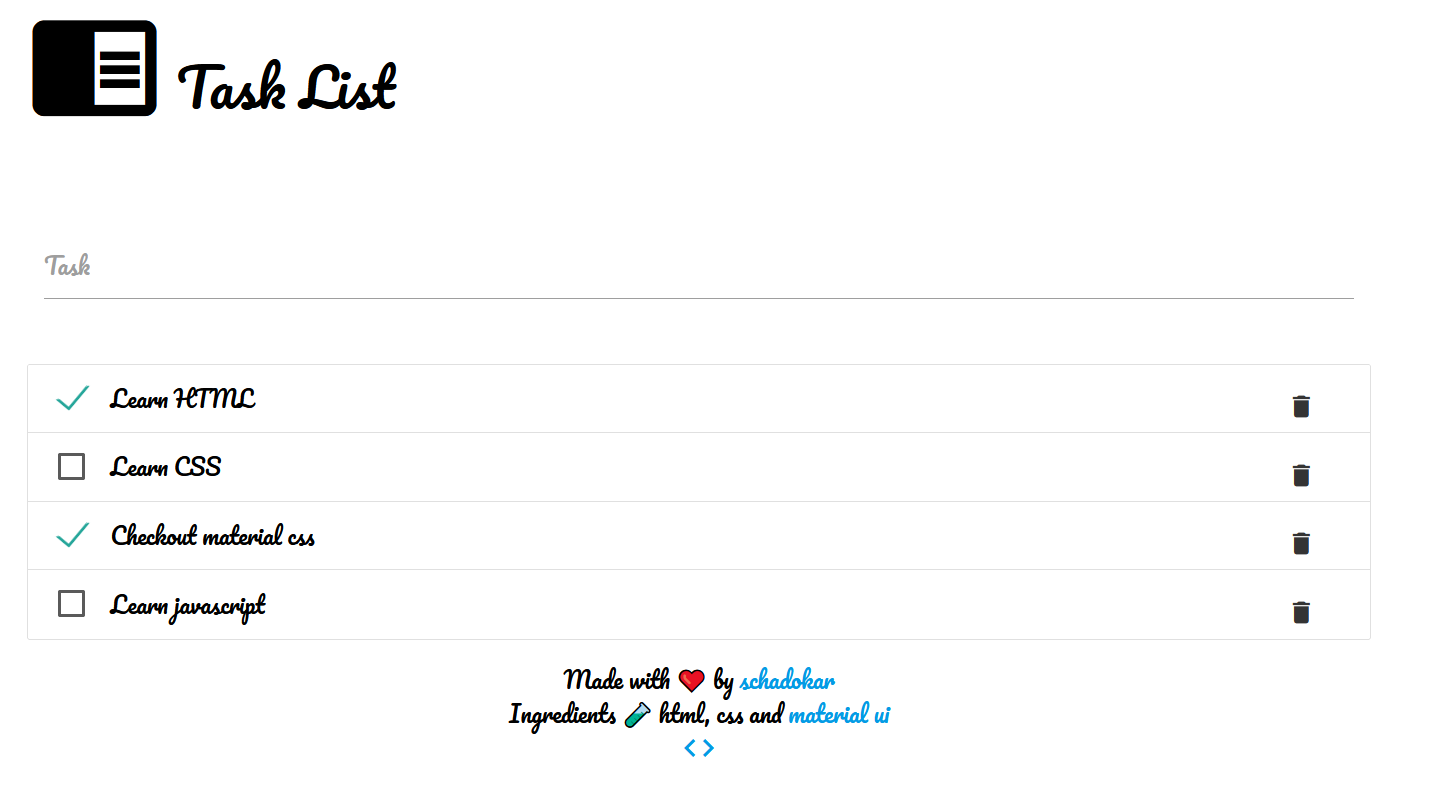 Task List
Task
Learn HTML
Learn CSS
Checkout material css
Learn javascript
Made with ❤️ by schadokar
Ingredients 🧪 html, css and material ui
<>